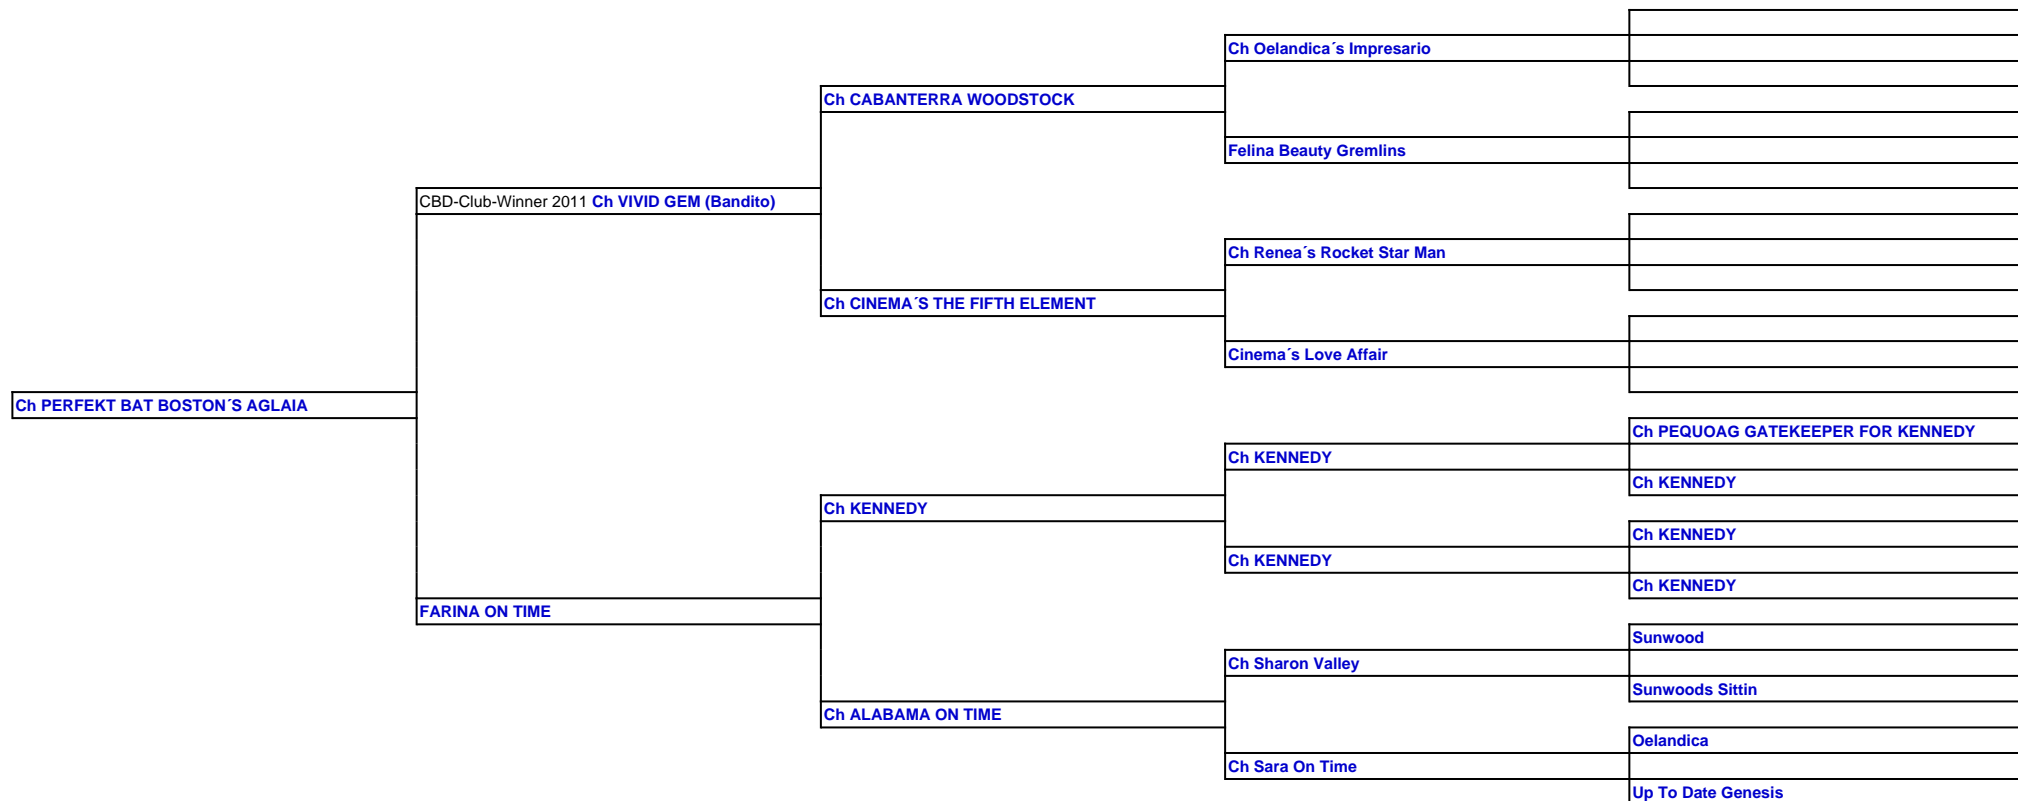 Ch Oelandica´s Impresario
Ch CABANTERRA WOODSTOCK
Felina Beauty Gremlins
CBD-Club-Winner 2011 Ch VIVID GEM (Bandito)
Ch Renea´s Rocket Star Man
Ch CINEMA´S THE FIFTH ELEMENT
Cinema´s Love Affair
Ch PERFEKT BAT BOSTON´S AGLAIA
Ch PEQUOAG GATEKEEPER FOR KENNEDY
Ch KENNEDY
Ch KENNEDY
Ch KENNEDY
Ch KENNEDY
Ch KENNEDY
Ch KENNEDY
FARINA ON TIME
Sunwood
Ch Sharon Valley
Sunwoods Sittin
Ch ALABAMA ON TIME
Oelandica
Ch Sara On Time
Up To Date Genesis